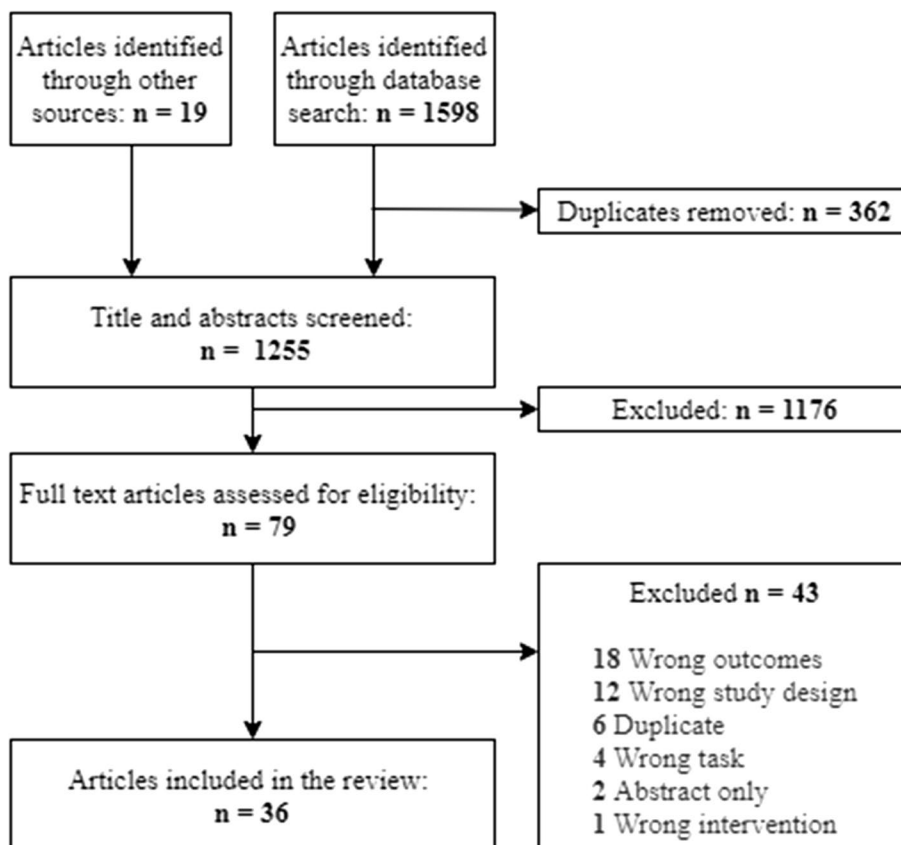 Articles identified
through other
sources: n = 19
Articles identified
through database
search: n = 1598
Duplicates removed: n = 362
Title and abstracts screened:
n = 1255
Excluded: n = 1176
Full text articles assessed for eligibility:
n = 79
Excluded n = 43
18 Wrong outcomes
12 Wrong study design
6 Duplicate
4 Wrong task
2 Abstract only
1 Wrong intervention
Articles included in the review:
n = 36